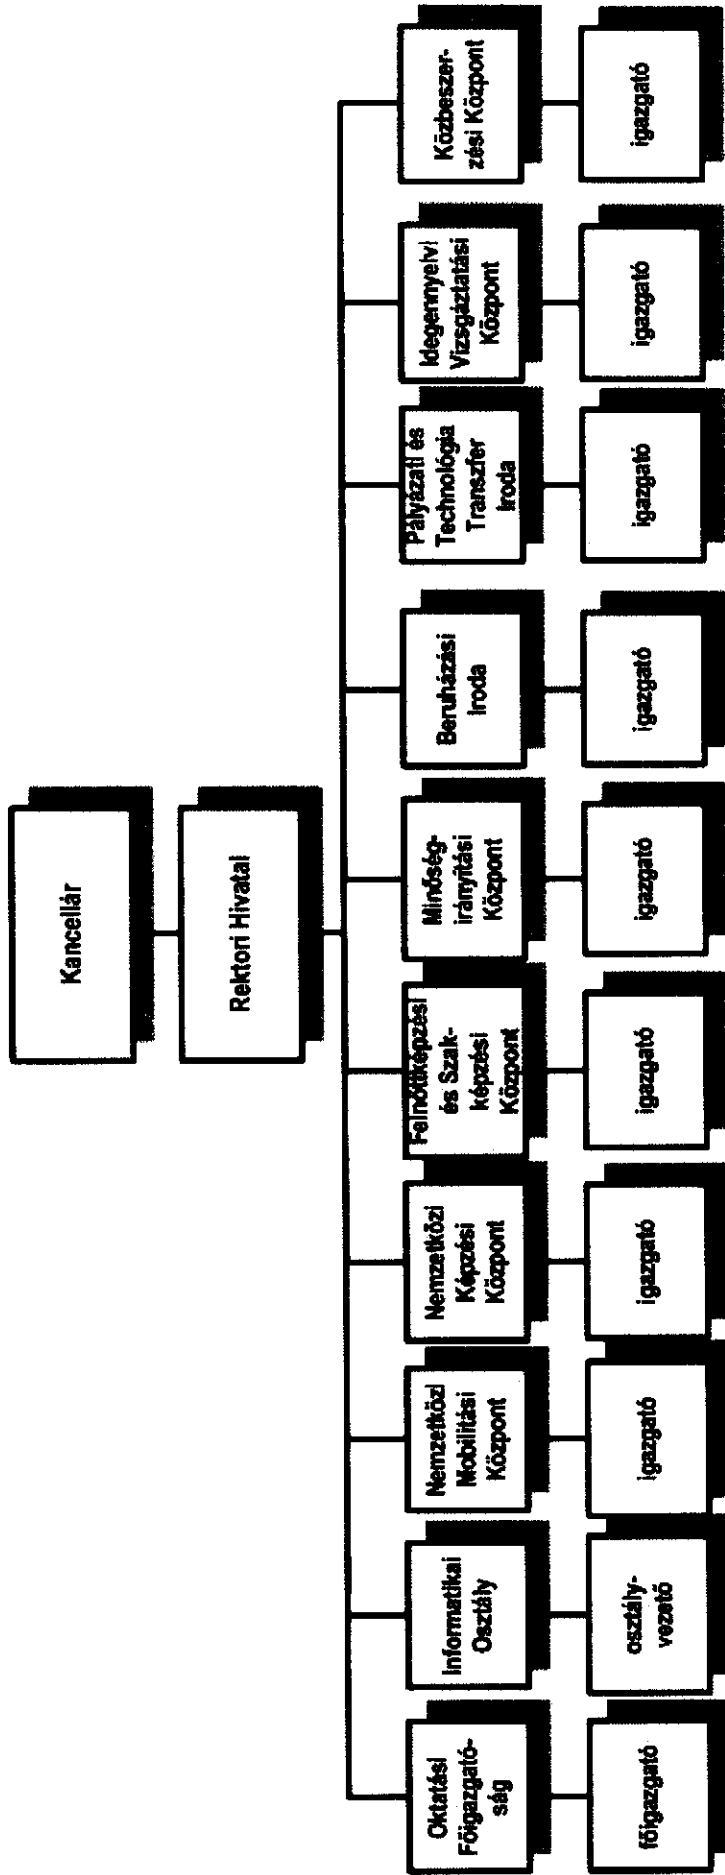 Kancellár
Rektori Hivatal
Oktatási
Főigazgató-
ság
Informatikai
Osztály
Nemzetközi
Mobilitási
Központ
Nemzetközi
Képzési
Központ
Felnőttképzési
és Szak-
képzési
Központ
Minőség-
irányítási
Központ
Beruházási
Iroda
Pályázati és
Technológia
Transzfer
Iroda
Idegennyelvi
Vizsgáztatási
Központ
Közbeszer-
zési Központ
főigazgató
osztály-
vezető
igazgató
igazgató
igazgató
igazgató
igazgató
igazgató
igazgató
igazgató